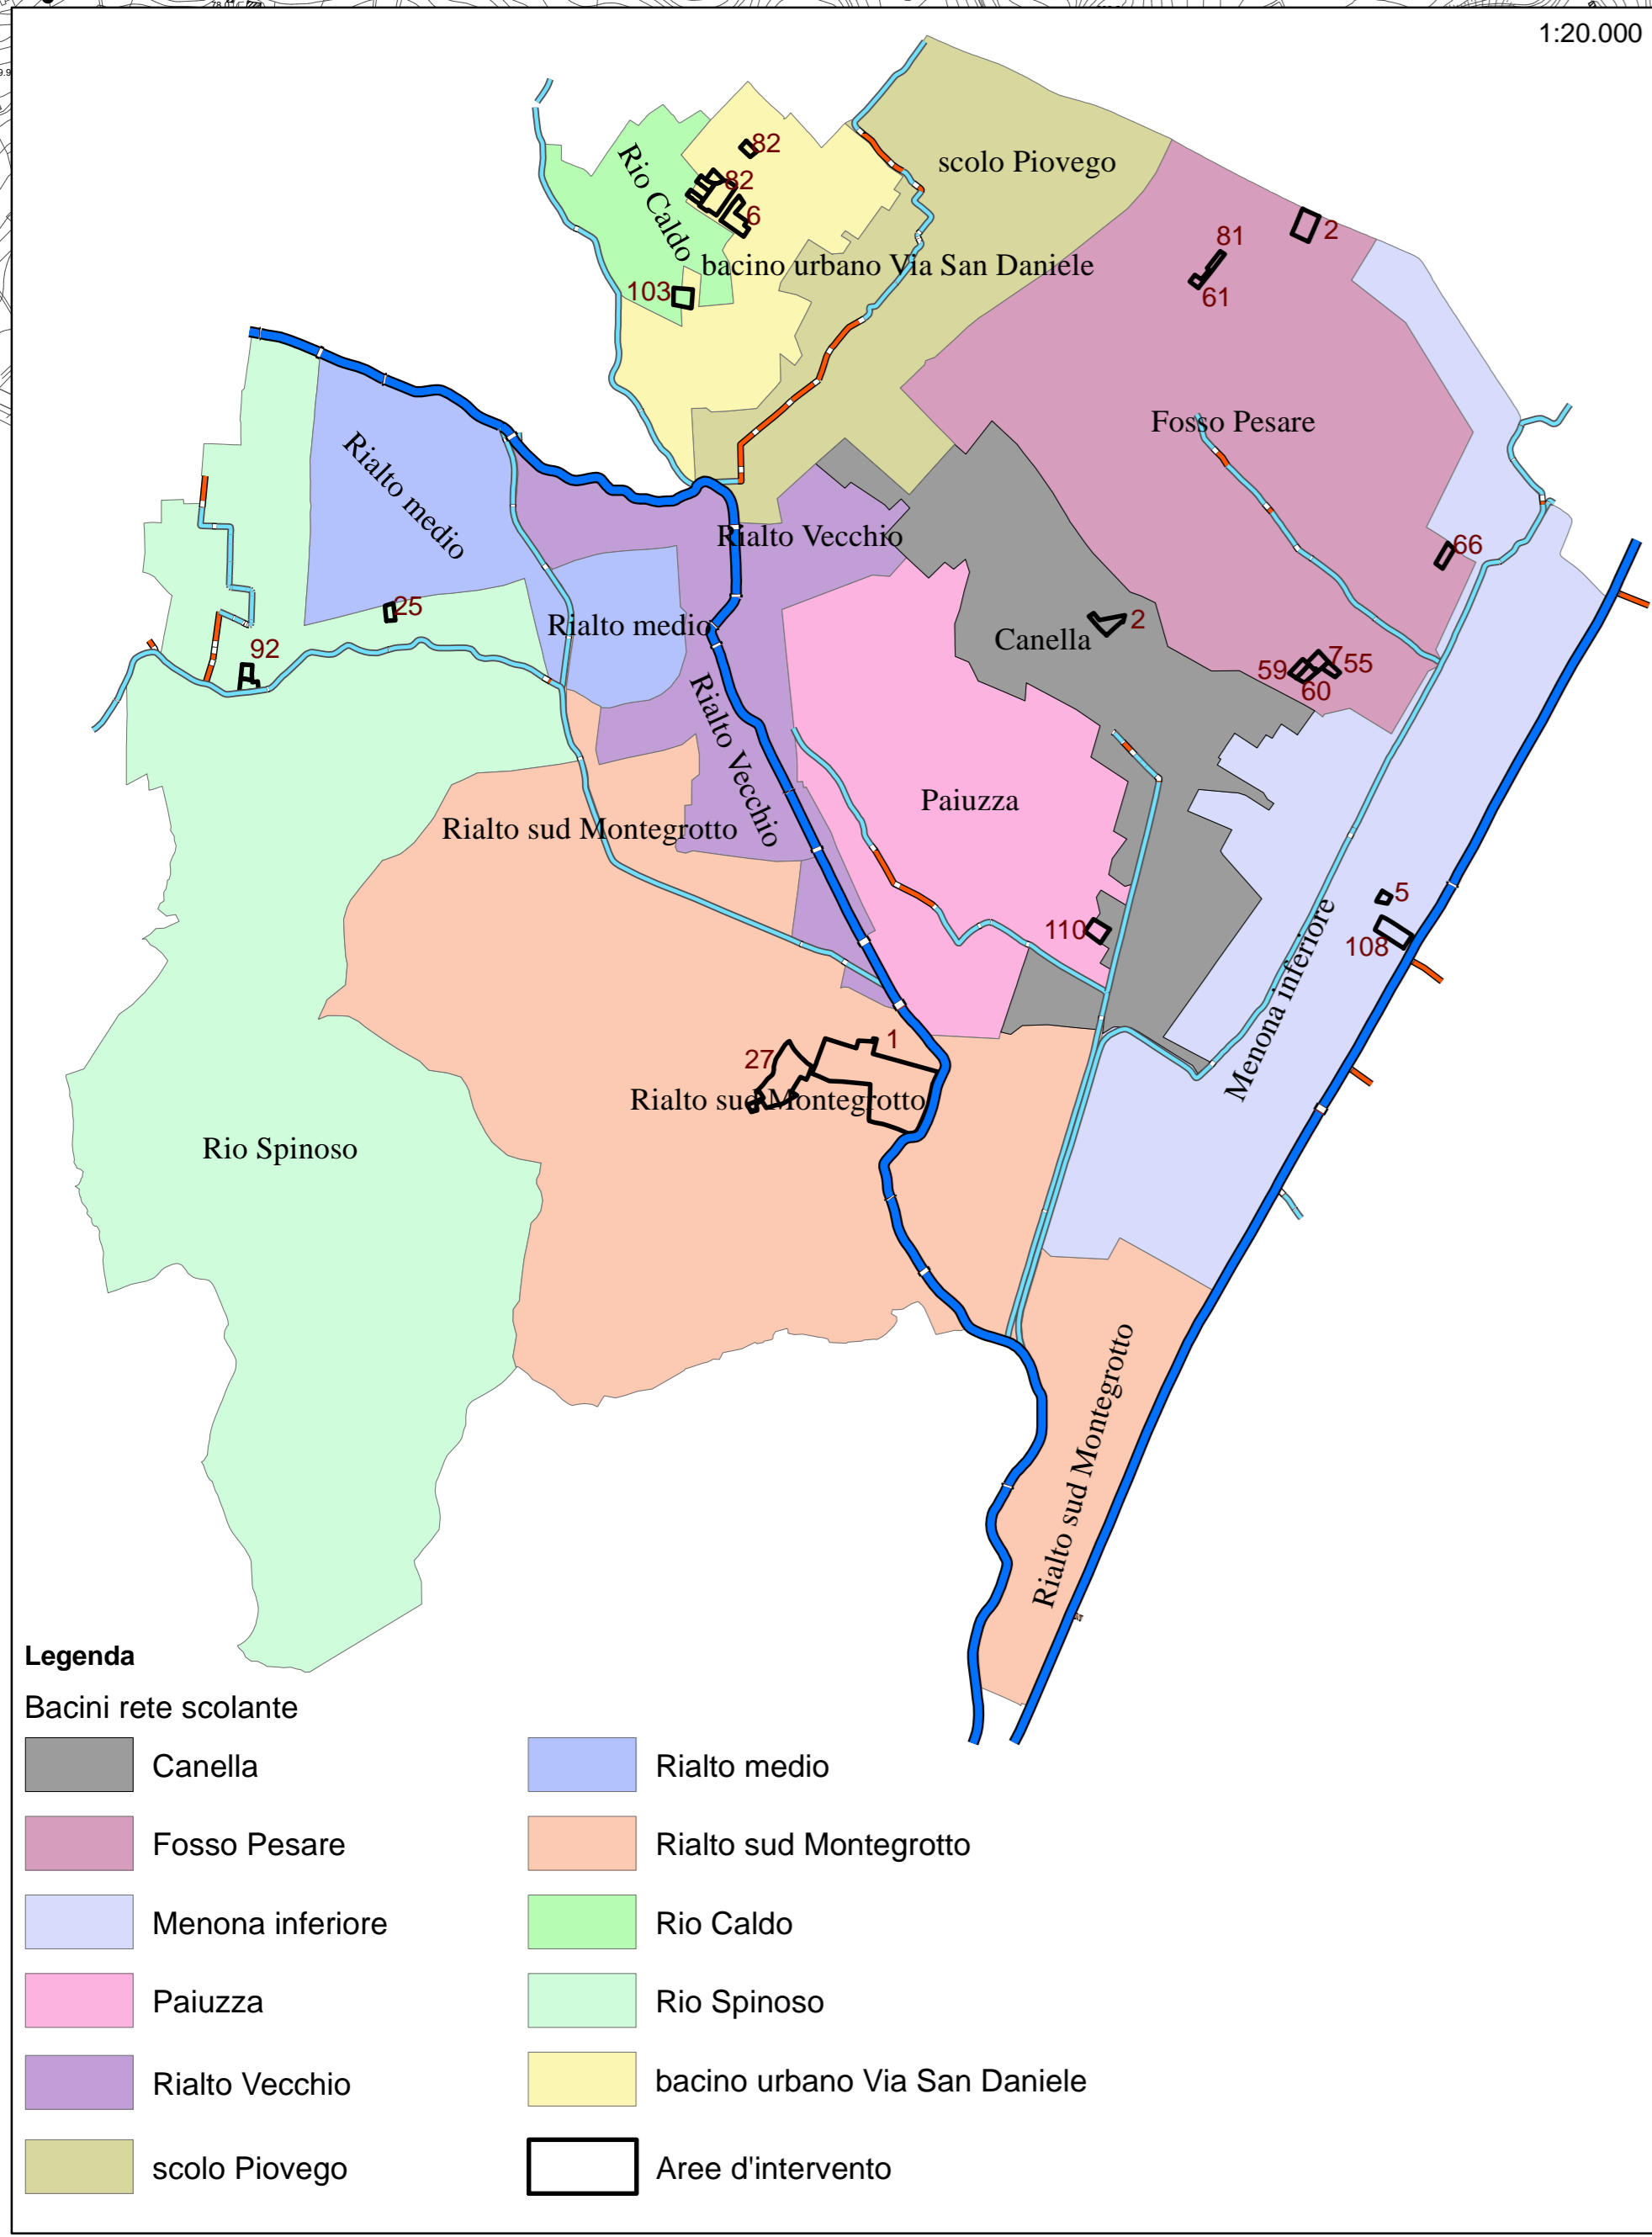 1:20.000
82
scolo Piovego
82
Rio Caldo
6
2
81
bacino urbano Via San Daniele
103
61
Fosso Pesare
Rialto medio
Rialto Vecchio
66
25
Rialto medio
Canella
2
92
7
59
55
60
Rialto Vecchio
Paiuzza
Rialto sud Montegrotto
5
110
108
Menona inferiore
1
27
Rialto sud Montegrotto
Rio Spinoso
Rialto sud Montegrotto
Legenda
Bacini rete scolante
Canella
Rialto medio
Fosso Pesare
Rialto sud Montegrotto
Menona inferiore
Rio Caldo
Paiuzza
Rio Spinoso
Rialto Vecchio
bacino urbano Via San Daniele
scolo Piovego
Aree d'intervento